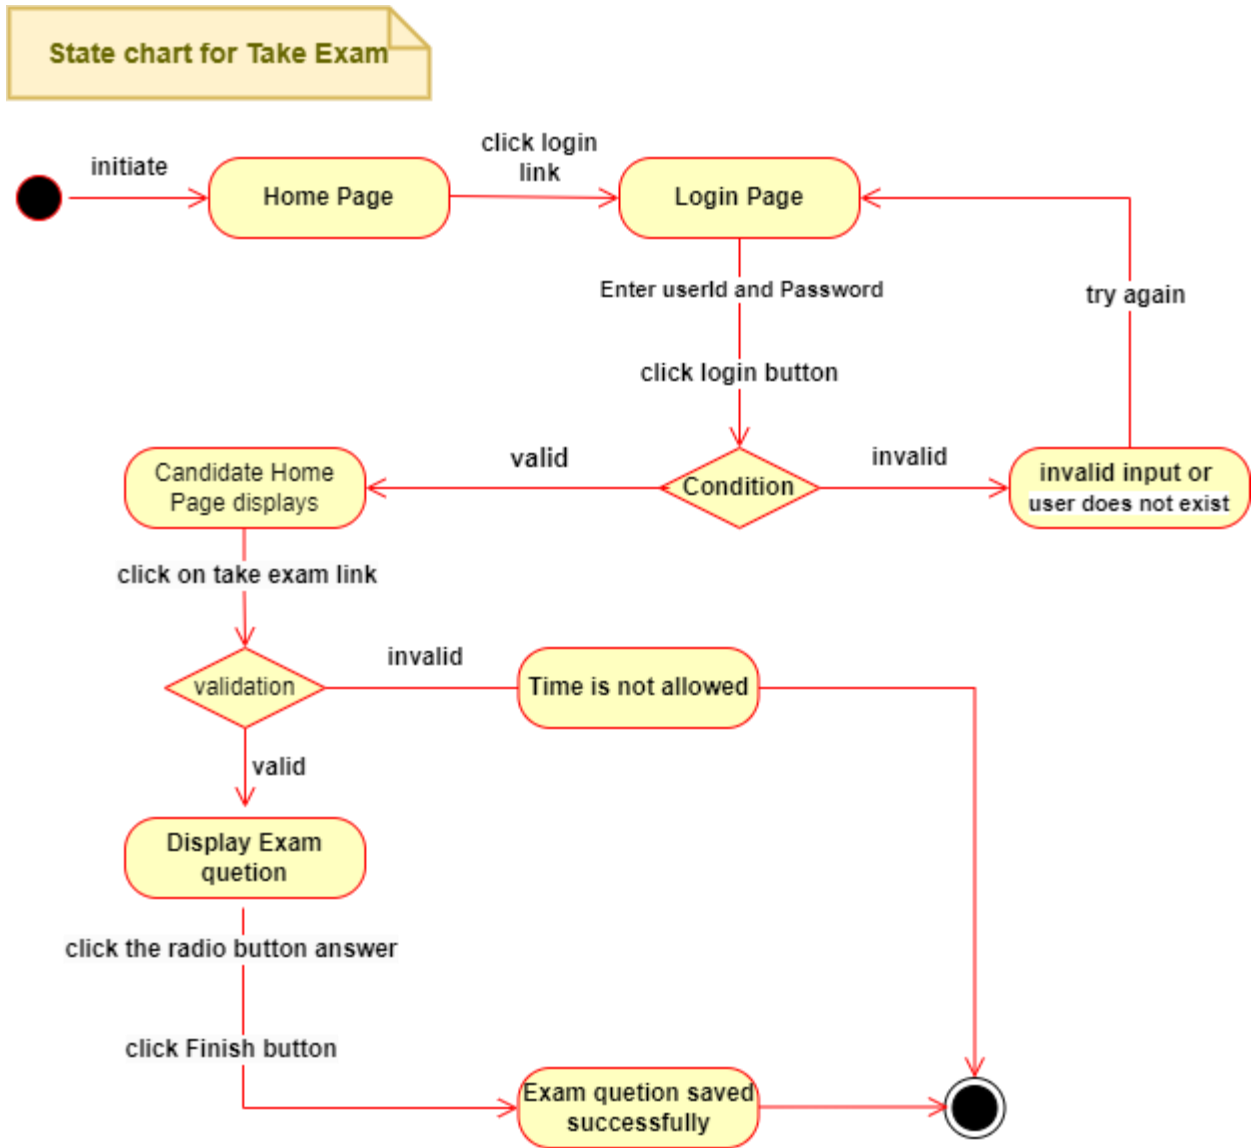 State chart for Take Exam
initiate
click login
link
Home Page
Login Page
Enter userId and Password
try again
click login button
valid
invalid
Candidate Home
Page displays
Condition
invalid input or
user does not exist
click on take exam link
invalid
validation
Time is not allowed
valid
Display Exam
quetion
click the radio button answer
click Finish button
Exam quetion saved
successfully